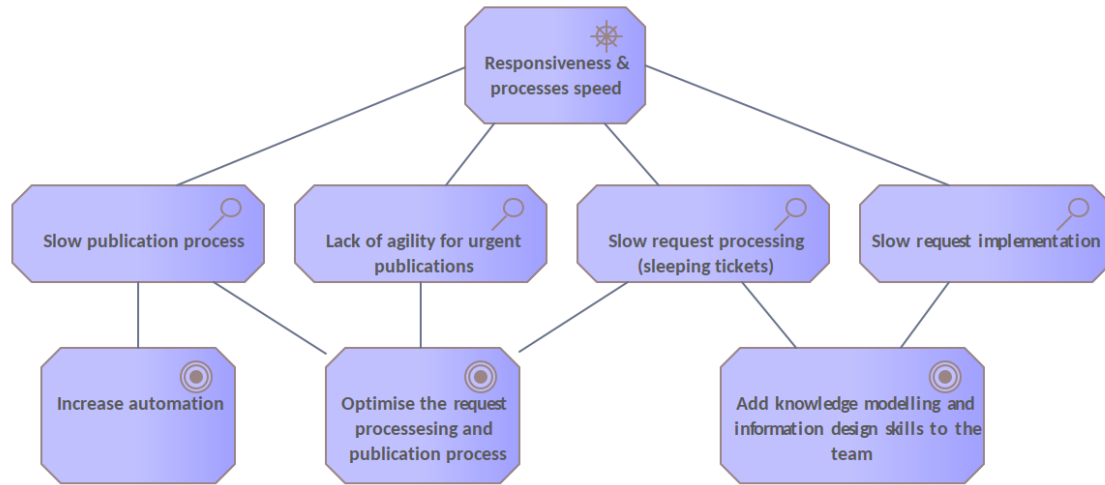 Responsiveness &
processes speed
Slow publication process
Lack of agility for urgent
publications
Slow request processing
(sleeping tickets)
Slow request implementation
Increase automation
Optimise the request
processesing and
publication process
Add knowledge modelling and
information design skills to the
team